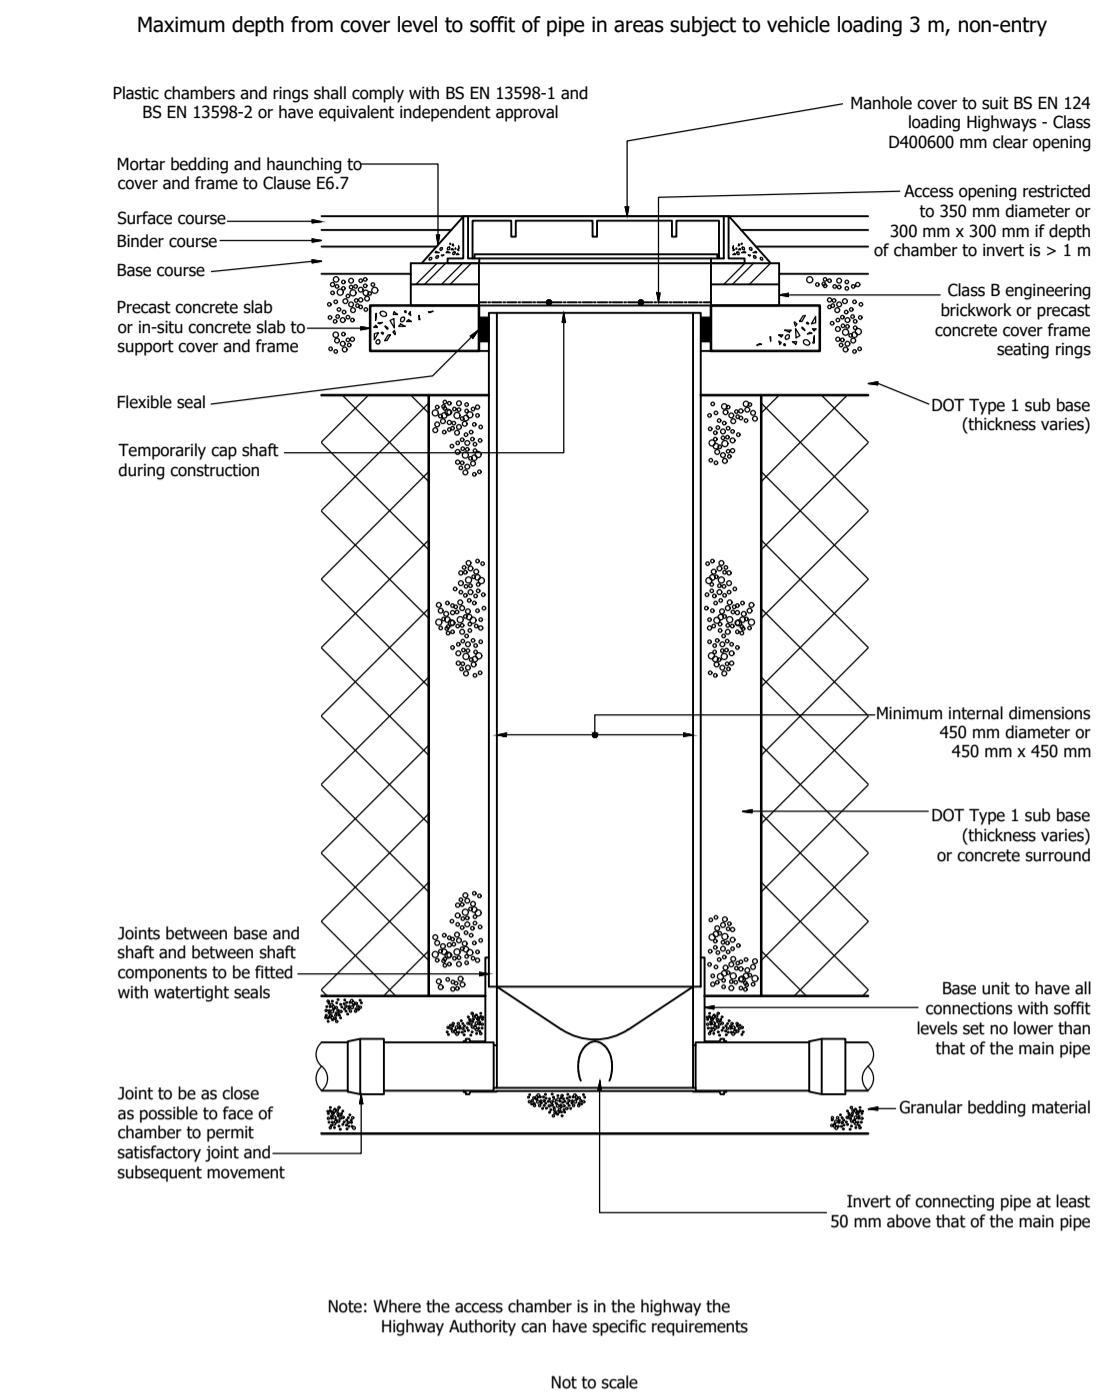 Maximum depth from cover level to soffit of pipe in areas subject to vehicle loading 3 m, non-entry
Plastic chambers and rings shall comply with BS EN 13598-1 and
BS EN 13598-2 or have equivalent independent approval
Manhole cover to suit BS EN 124
loading Highways - Class
D400600 mm clear opening
Mortar bedding and haunching to
cover and frame to Clause E6.7
Access opening restricted
to 350 mm diameter or
300 mm x 300 mm if depth
of chamber to invert is > 1 m
Surface course
Binder course
Base course
Class B engineering
brickwork or precast
concrete cover frame
seating rings
Precast concrete slab
or in-situ concrete slab to
support cover and frame
Flexible seal
DOT Type 1 sub base
(thickness varies)
Temporarily cap shaft
during construction
Minimum internal dimensions
450 mm diameter or
450 mm x 450 mm
DOT Type 1 sub base
(thickness varies)
or concrete surround
Joints between base and
shaft and between shaft
components to be fitted
with watertight seals
Base unit to have all
connections with soffit
levels set no lower than
that of the main pipe
Joint to be as close
as possible to face of
chamber to permit
satisfactory joint and
subsequent movement
Granular bedding material
Invert of connecting pipe at least
50 mm above that of the main pipe
Note: Where the access chamber is in the highway the
Highway Authority can have specific requirements
Not to scale